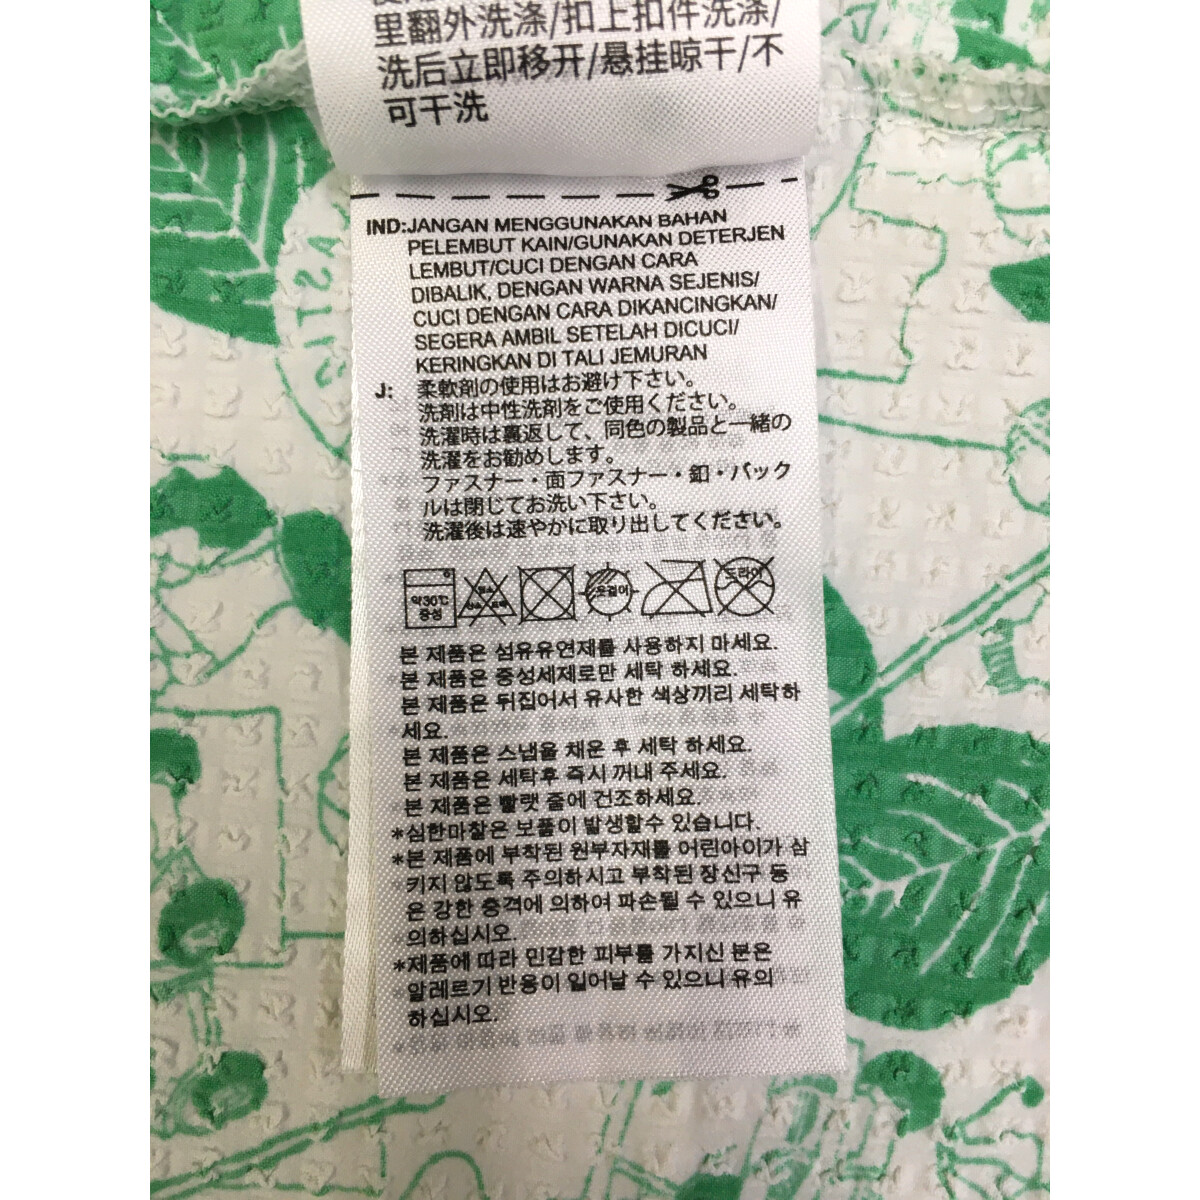 里翻外洗涤/扣上扣件洗涤/
洗后立即移开/悬挂晾干/不
可干洗
IND:JANGAN MENGGUNAKAN BAHAN
PELEMBUT KAIN/GUNAKAN DETERJEN
LEMBUT/CUCI DENGAN CARA
DIBALIK, DENGAN WARNA SEJENIS/
CUCI DENGAN CARA DIKANCINGKAN/
SEGERA AMBIL SETELAH DICUCI/
KERINGKAN DI TALI JEMURAN
J: 柔軟剤の使用はお避け下さい。
洗剤は中性洗剤をご使用ください。
洗濯時は裏返して、同色の製品と一緒の
洗濯をお勧めします。
ファスナー・面ファスナー・釦・バック
ルは閉じてお洗い下さい。
洗濯後は速やかに取り出してください。
약30℃
중성
옷걸이
드라이
본 제품은 섬유유연제를 사용하지 마세요.
본 제품은 중성세제로만 세탁 하세요.
본 제품은 뒤집어서 유사한 색상끼리 세탁하
세요.
본 제품은 스냅을 채운 후 세탁 하세요.
본 제품은 세탁후 즉시 꺼내 주세요.
본 제품은 빨랫 줄에 건조하세요.
*심한마찰은 보풀이 발생할수 있습니다.
*본 제품에 부착된 원부자재를 어린아이가 삼
키지 않도록 주의하시고 부착된 장신구 등
은 강한 충격에 의하여 파손될 수 있으니 유
의하십시오.
*제품에 따라 민감한 피부를 가지신 분은
알레르기 반응이 일어날 수 있으니 유의
하십시오.